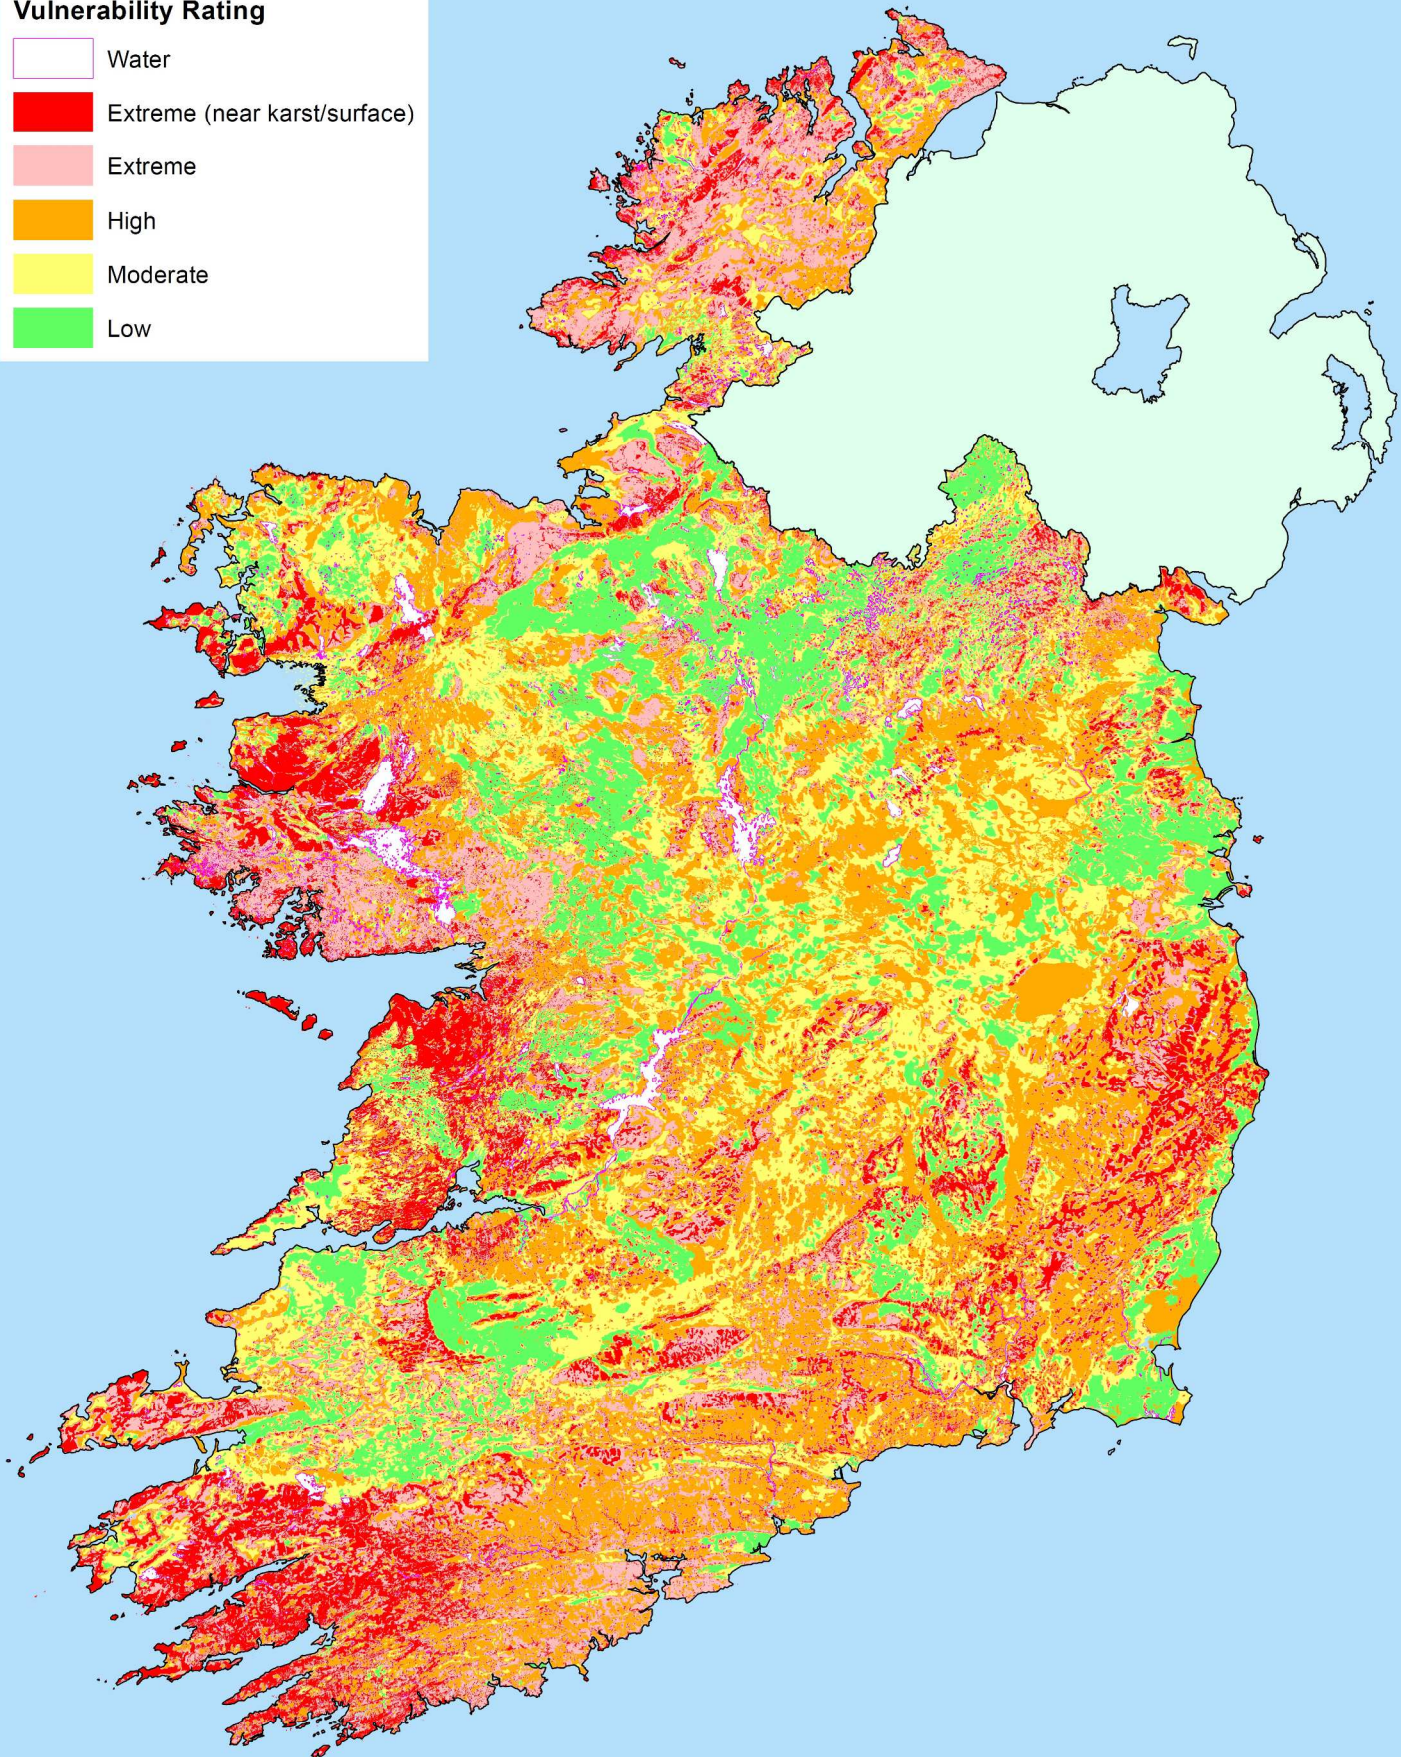 Vulnerability Rating
Water
Extreme (near karst/surface)
Extreme
High
Moderate
Low